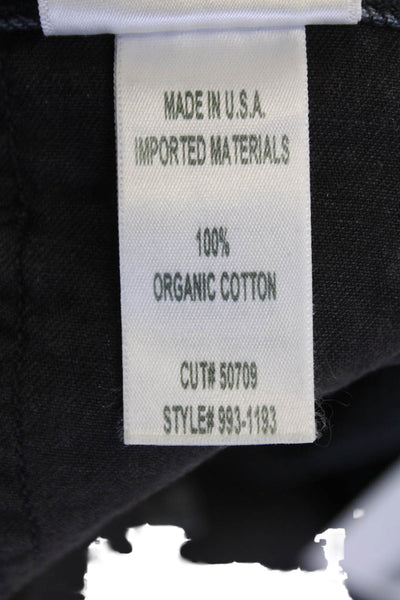 MADE IN U.S.A.
IMPORTED MATERIALS
100%
ORGANIC COTTON
CUT# 50709
STYLE# 993-1193